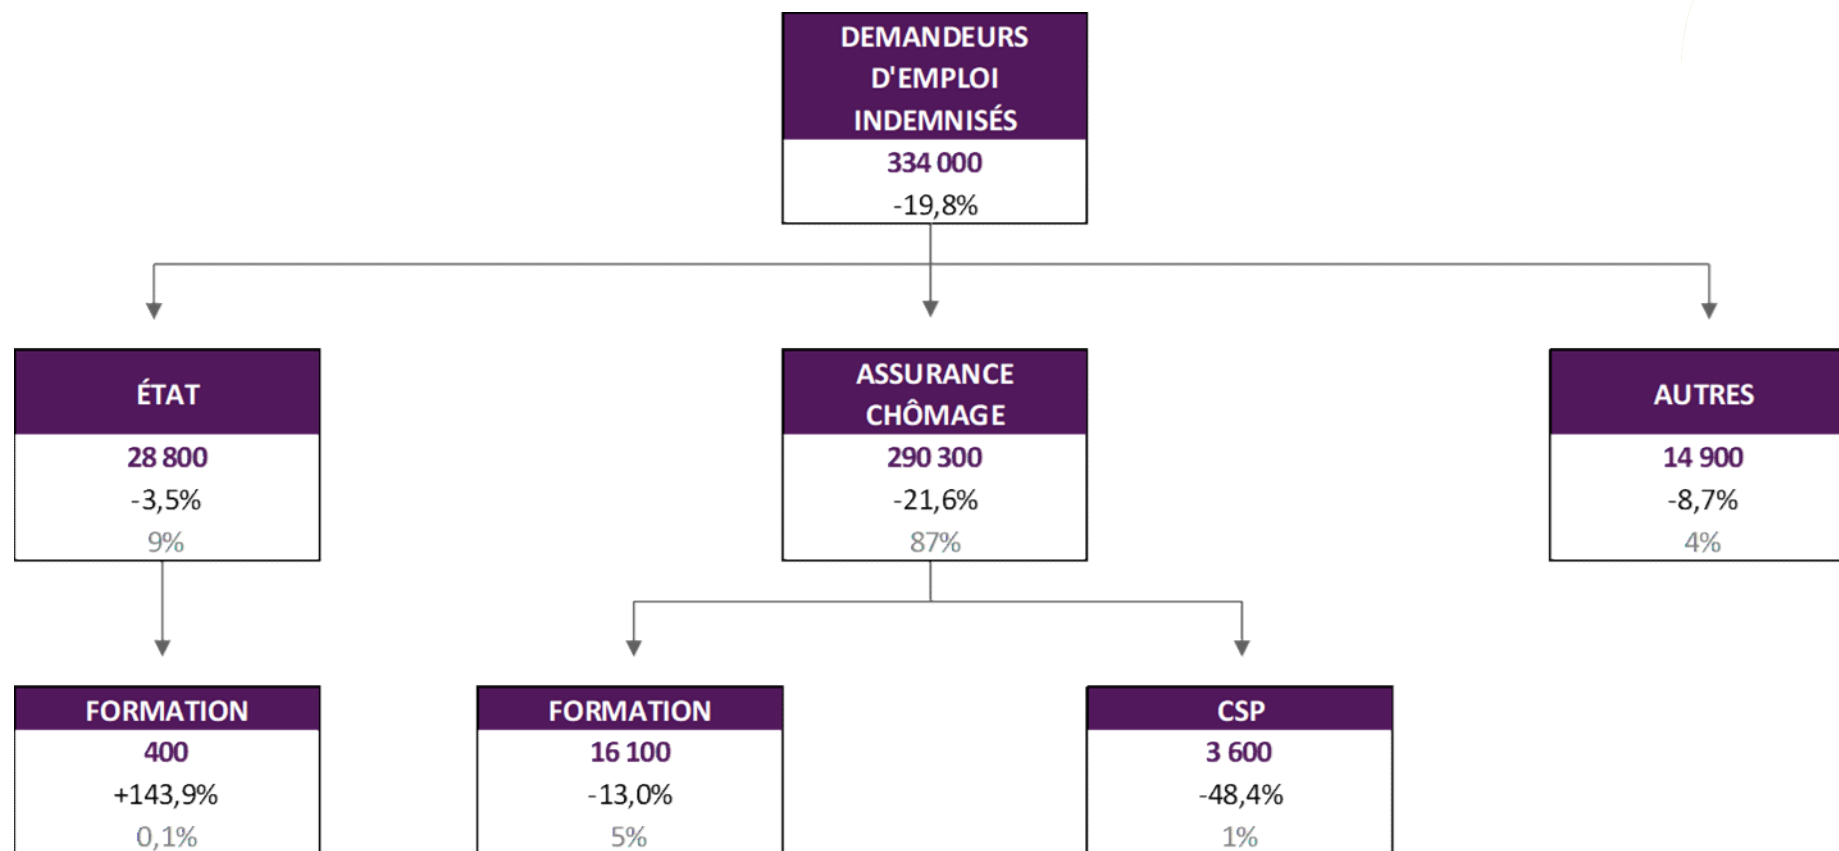 DEMANDEURS
D'EMPLOI
INDEMNISÉS
334 000
-19,8%
ÉTAT
28 800
-3,5%
9%
ASSURANCE
CHÔMAGE
290 300
-21,6%
87%
AUTRES
14 900
-8,7%
4%
FORMATION
400
+143,9%
0,1%
FORMATION
16 100
-13,0%
5%
CSP
3 600
-48,4%
1%